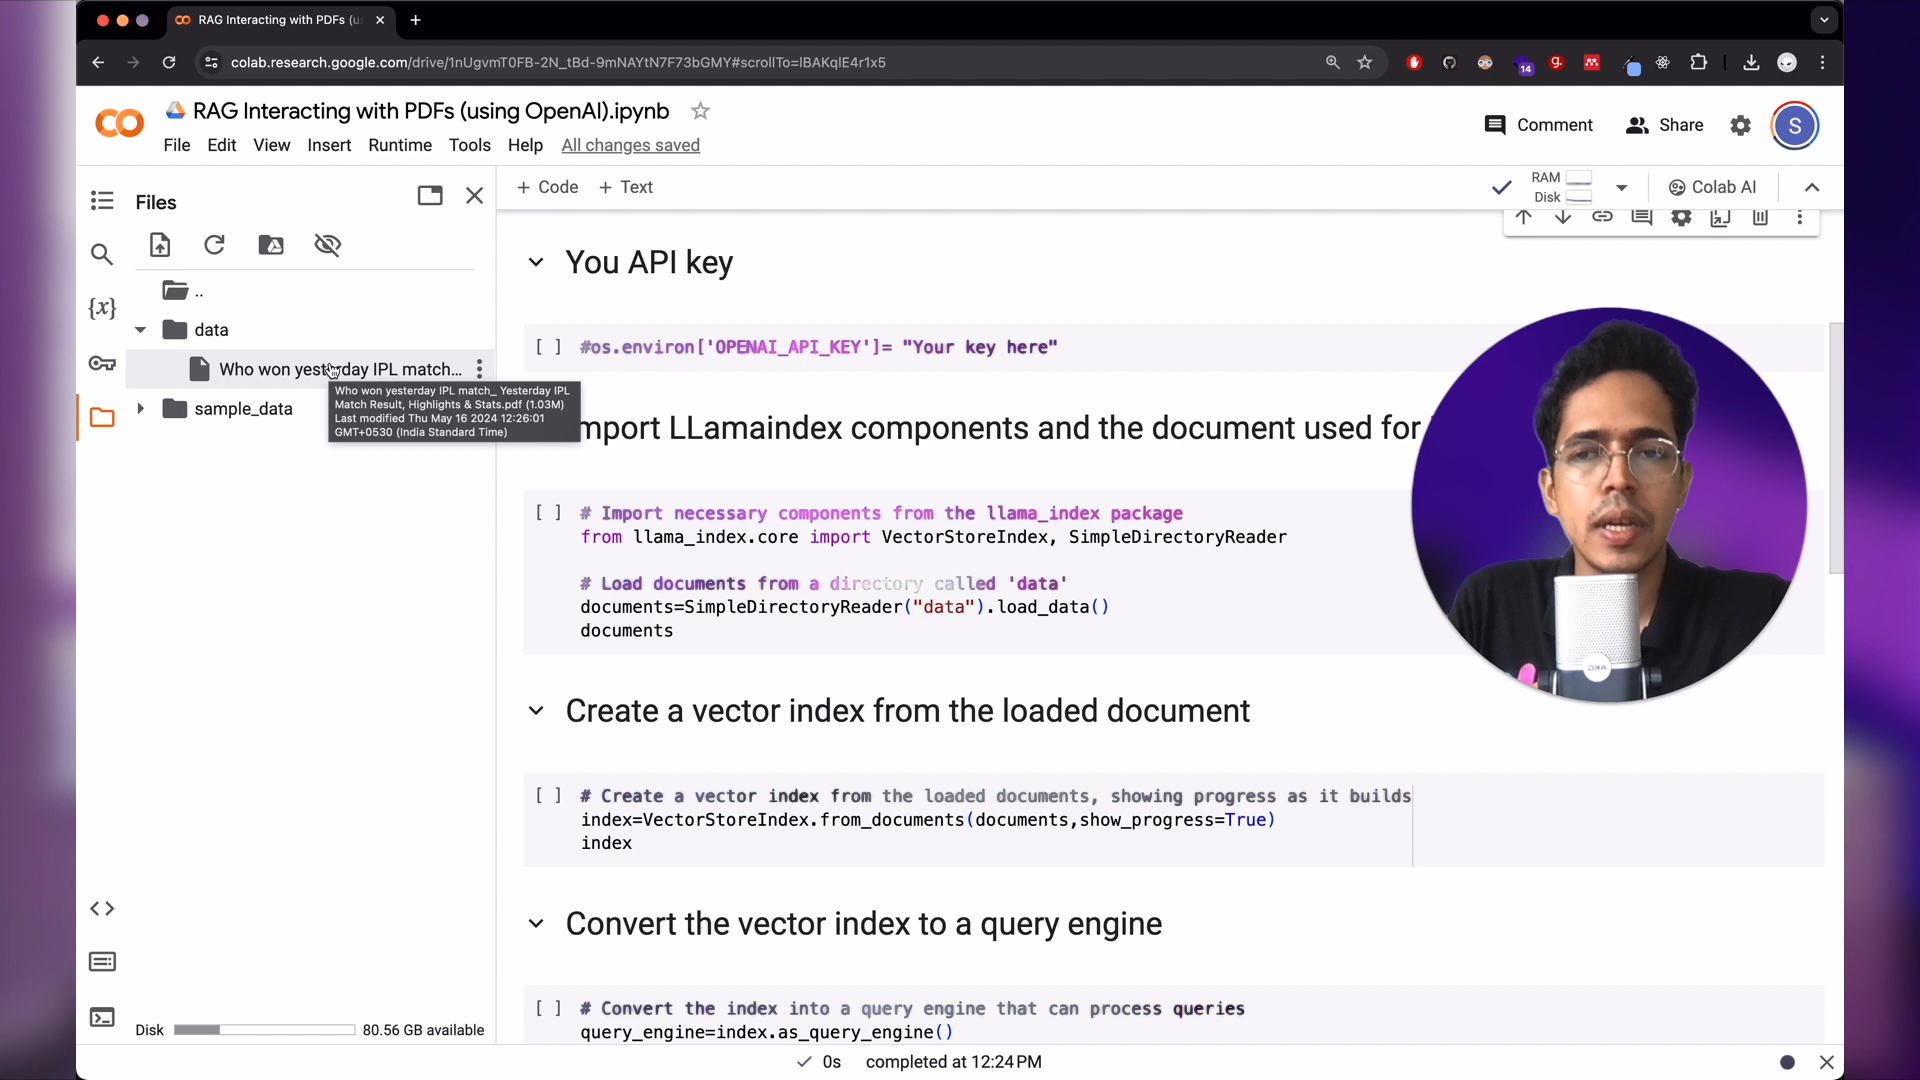 RAG Interacting with PDFs (u
colab.research.google.com/drive/1nUgvmT0FB-2N_tBd-9mNAYtN7F73bGMY#scrollTo=lBAKqlE4r1x5
14
RAG Interacting with PDFs (using OpenAI).ipynb
File Edit View Insert Runtime Tools Help All changes saved
Comment Share S
Files
+ Code + Text
RAM
Disk
Colab AI
..
data
Who won yesterday IPL match...
Who won yesterday IPL match_ Yesterday IPL
Match Result, Highlights & Stats.pdf (1.03M)
Last modified Thu May 16 2024 12:26:01
GMT+0530 (India Standard Time)
sample_data
You API key
[ ] #os.environ['OPENAI_API_KEY']= "Your key here"
mport LLamaindex components and the document used for
[ ] # Import necessary components from the llama_index package
from llama_index.core import VectorStoreIndex, SimpleDirectoryReader
# Load documents from a directory called 'data'
documents=SimpleDirectoryReader("data").load_data()
documents
Create a vector index from the loaded document
[ ] # Create a vector index from the loaded documents, showing progress as it builds
index=VectorStoreIndex.from_documents(documents,show_progress=True)
index
Convert the vector index to a query engine
[ ] # Convert the index into a query engine that can process queries
query_engine=index.as_query_engine()
Disk 80.56 GB available
0s completed at 12:24 PM
AKG